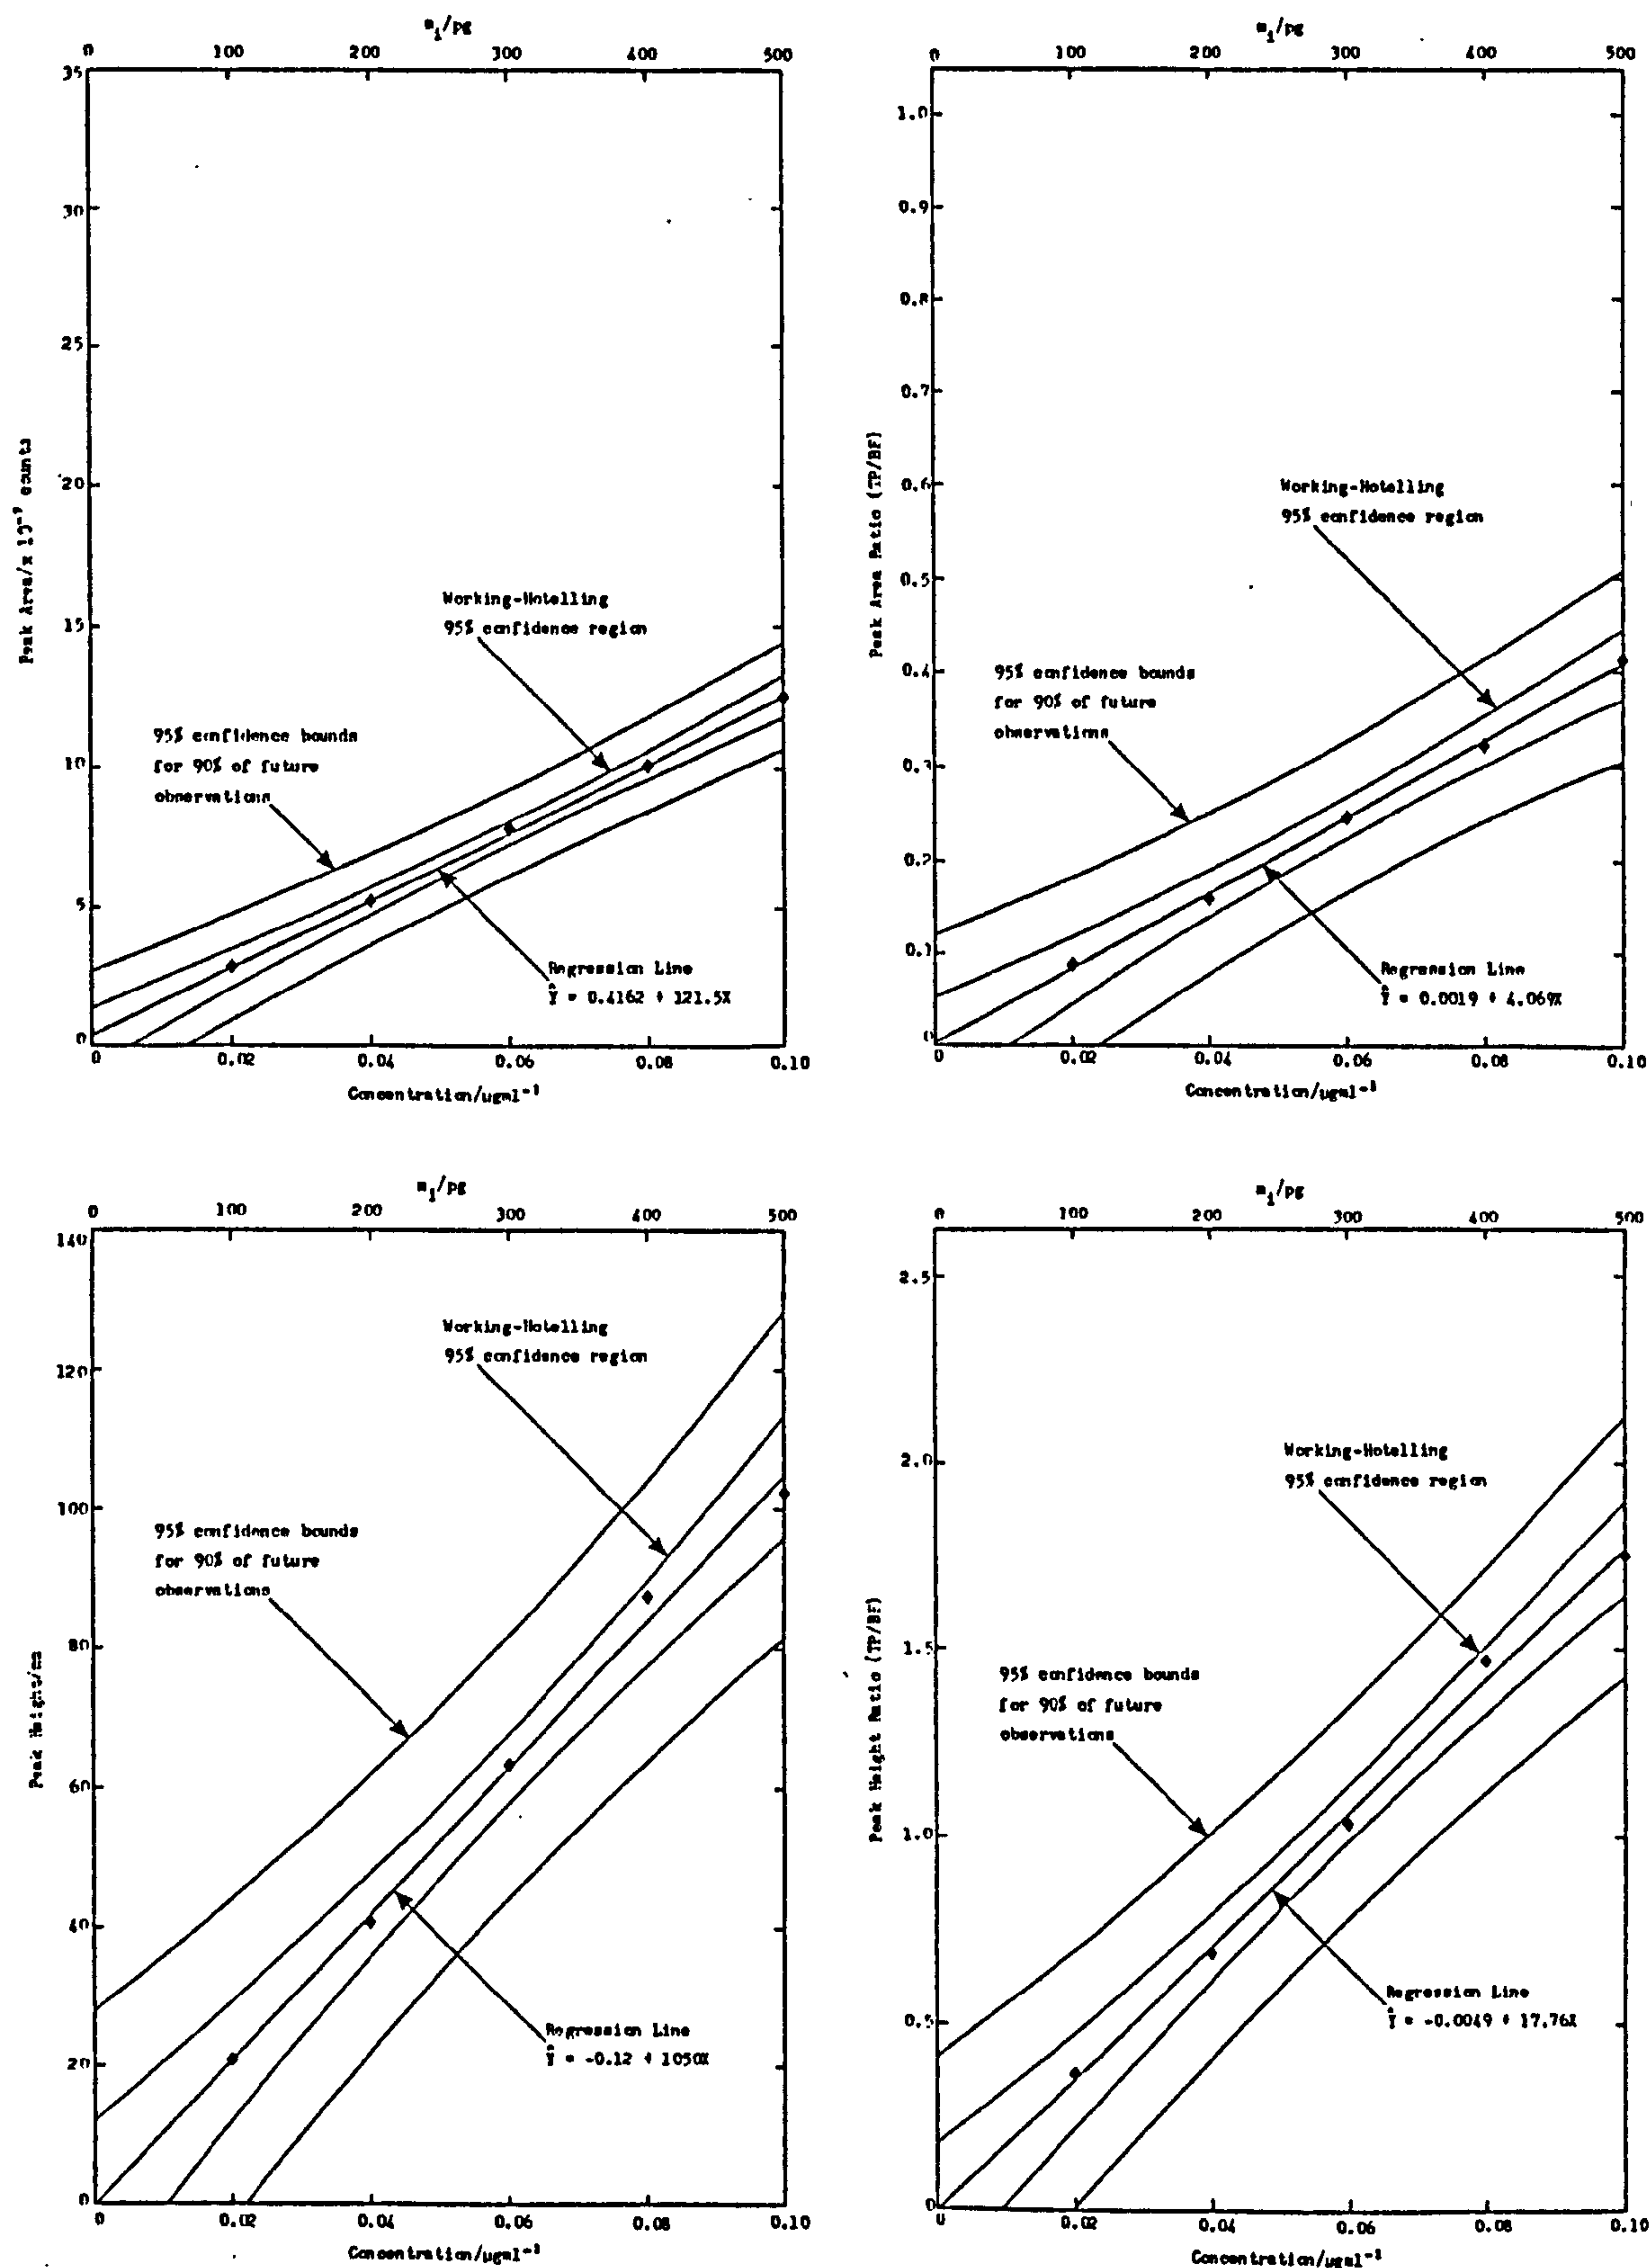 m_i/pg
0 100 200 300 400 500
35
30
25
20
15
10
5
0
Peak Area/x 10⁻⁹ counts
Working-Hotelling
95% confidence region
95% confidence bounds
for 90% of future
observations
Regression Line
Ŷ = 0.4162 + 121.5X
0 0.02 0.04 0.06 0.08 0.10
Concentration/µgml⁻¹
m_i/pg
0 100 200 300 400 500
1.0
0.9
0.8
0.7
0.6
0.5
0.4
0.3
0.2
0.1
0
Peak Area Ratio (TP/BF)
Working-Hotelling
95% confidence region
95% confidence bounds
for 90% of future
observations
Regression Line
Ŷ = 0.0019 + 4.069X
0 0.02 0.04 0.06 0.08 0.10
Concentration/µgml⁻¹
m_i/pg
0 100 200 300 400 500
140
120
100
80
60
40
20
0
Peak Height/
Working-Hotelling
95% confidence region
95% confidence bounds
for 90% of future
observations
Regression Line
Ŷ = -0.12 + 1050X
0 0.02 0.04 0.06 0.08 0.10
Concentration/µgml⁻¹
m_i/pg
0 100 200 300 400 500
2.5
2.0
1.5
1.0
0.5
0
Peak Height Ratio (TP/BF)
Working-Hotelling
95% confidence region
95% confidence bounds
for 90% of future
observations
Regression Line
Ŷ = -0.0049 + 17.76X
0 0.02 0.04 0.06 0.08 0.10
Concentration/µgml⁻¹